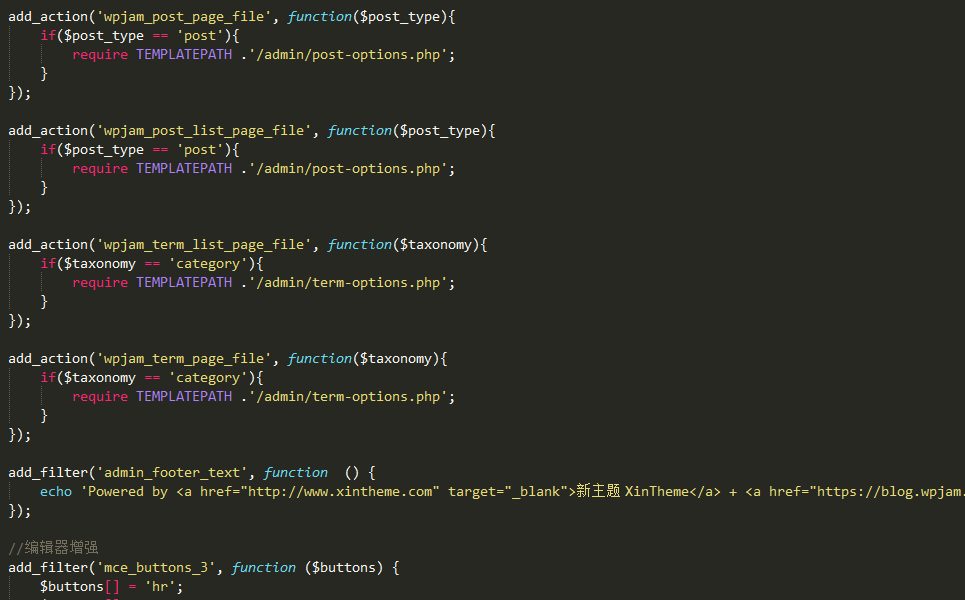 add_action('wpjam_post_page_file', function($post_type){
    if($post_type == 'post'){
        require TEMPLATEPATH .'/admin/post-options.php';
    }
});

add_action('wpjam_post_list_page_file', function($post_type){
    if($post_type == 'post'){
        require TEMPLATEPATH .'/admin/post-options.php';
    }
});

add_action('wpjam_term_list_page_file', function($taxonomy){
    if($taxonomy == 'category'){
        require TEMPLATEPATH .'/admin/term-options.php';
    }
});

add_action('wpjam_term_page_file', function($taxonomy){
    if($taxonomy == 'category'){
        require TEMPLATEPATH .'/admin/term-options.php';
    }
});

add_filter('admin_footer_text', function  () {
    echo 'Powered by <a href="http://www.xintheme.com" target="_blank">新主题 XinTheme</a> + <a href="https://blog.wpjam.
});

//编辑器增强
add_filter('mce_buttons_3', function ($buttons) {
    $buttons[] = 'hr';